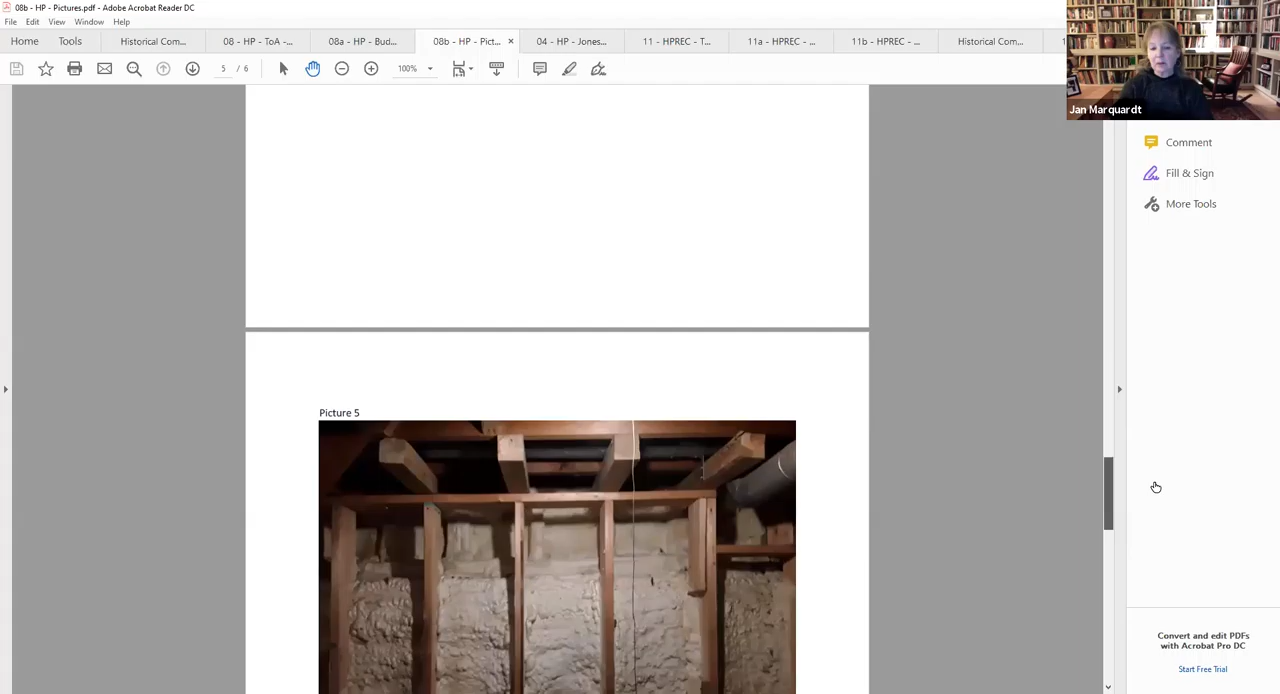 08b - HP - Pictures.pdf - Adobe Acrobat Reader DC
File Edit View Window Help
Home Tools Historical Com... 08 - HP - ToA -... 08a - HP - Bud... 08b - HP - Pict... × 04 - HP - Jones... 11 - HPREC - T... 11a - HPREC - ... 11b - HPREC - ... Historical Com... 1
5 / 6 100%
Jan Marquardt
Comment
Fill & Sign
More Tools
Picture 5
Convert and edit PDFs
with Acrobat Pro DC
Start Free Trial